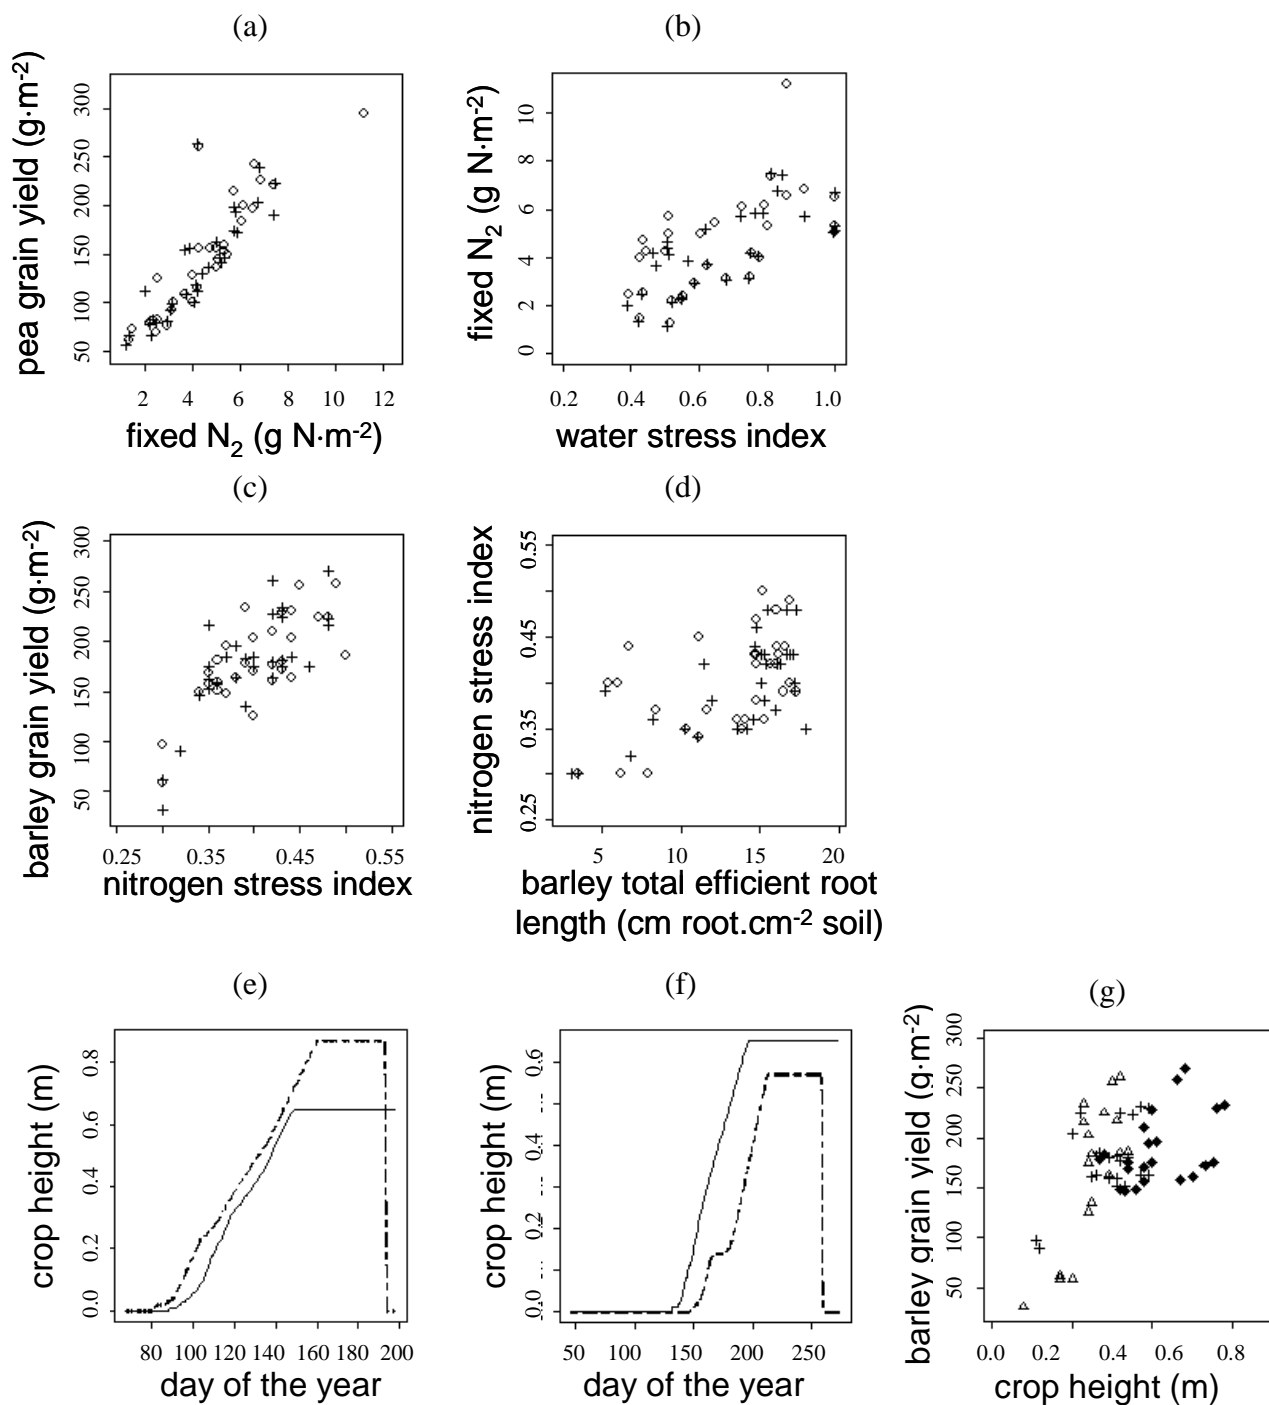 (a)
pea grain yield (g·m-2)
300
250
200
150
100
50
2 4 6 8 10 12
fixed N2 (g N·m-2)
(b)
fixed N2 (g N·m-2)
10
8
6
4
2
0
0.2 0.4 0.6 0.8 1.0
water stress index
(c)
barley grain yield (g·m-2)
300
250
200
150
100
50
0.25 0.35 0.45 0.55
nitrogen stress index
(d)
nitrogen stress index
0.55
0.45
0.35
0.25
5 10 15 20
barley total efficient root
length (cm root.cm-2 soil)
(e)
crop height (m)
0.8
0.6
0.4
0.2
0.0
80 100 120 140 160 180 200
day of the year
(f)
crop height (m)
0.6
0.4
0.2
0.0
50 100 150 200 250
day of the year
(g)
barley grain yield (g·m-2)
300
250
200
150
100
50
0.0 0.2 0.4 0.6 0.8
crop height (m)